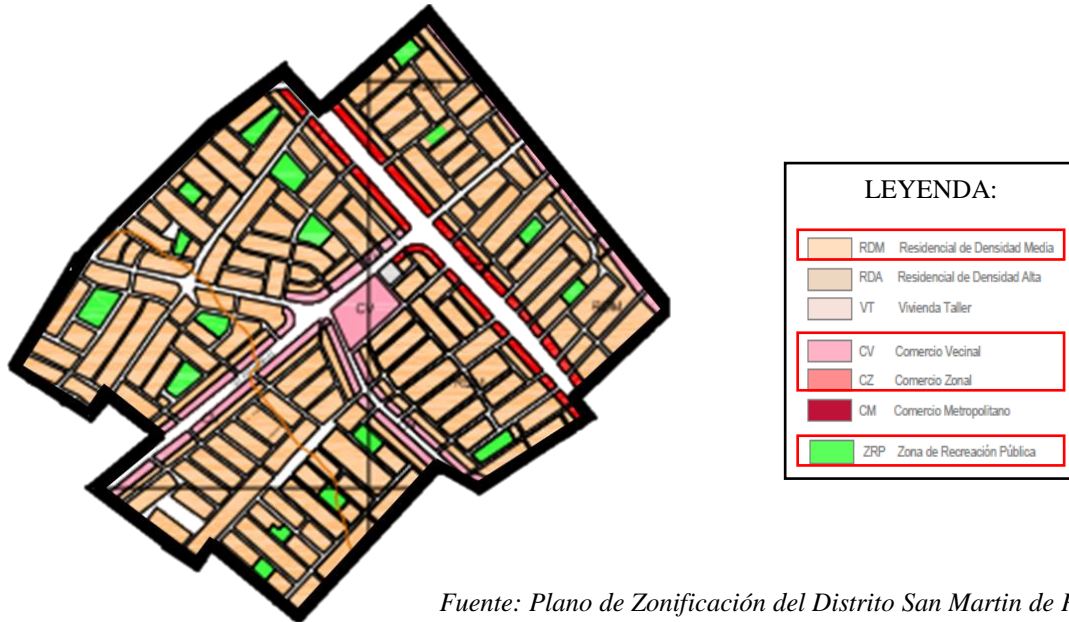 CV
RDM
RDM
LEYENDA:
RDM Residencial de Densidad Media
RDA Residencial de Densidad Alta
VT Vivienda Taller
CV Comercio Vecinal
CZ Comercio Zonal
CM Comercio Metropolitano
ZRP Zona de Recreación Pública
Fuente: Plano de Zonificación del Distrito San Martin de